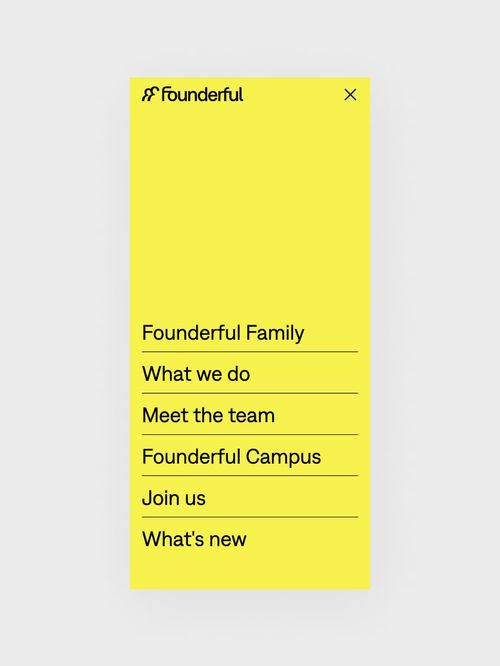 Founderful
Founderful Family
What we do
Meet the team
Founderful Campus
Join us
What's new